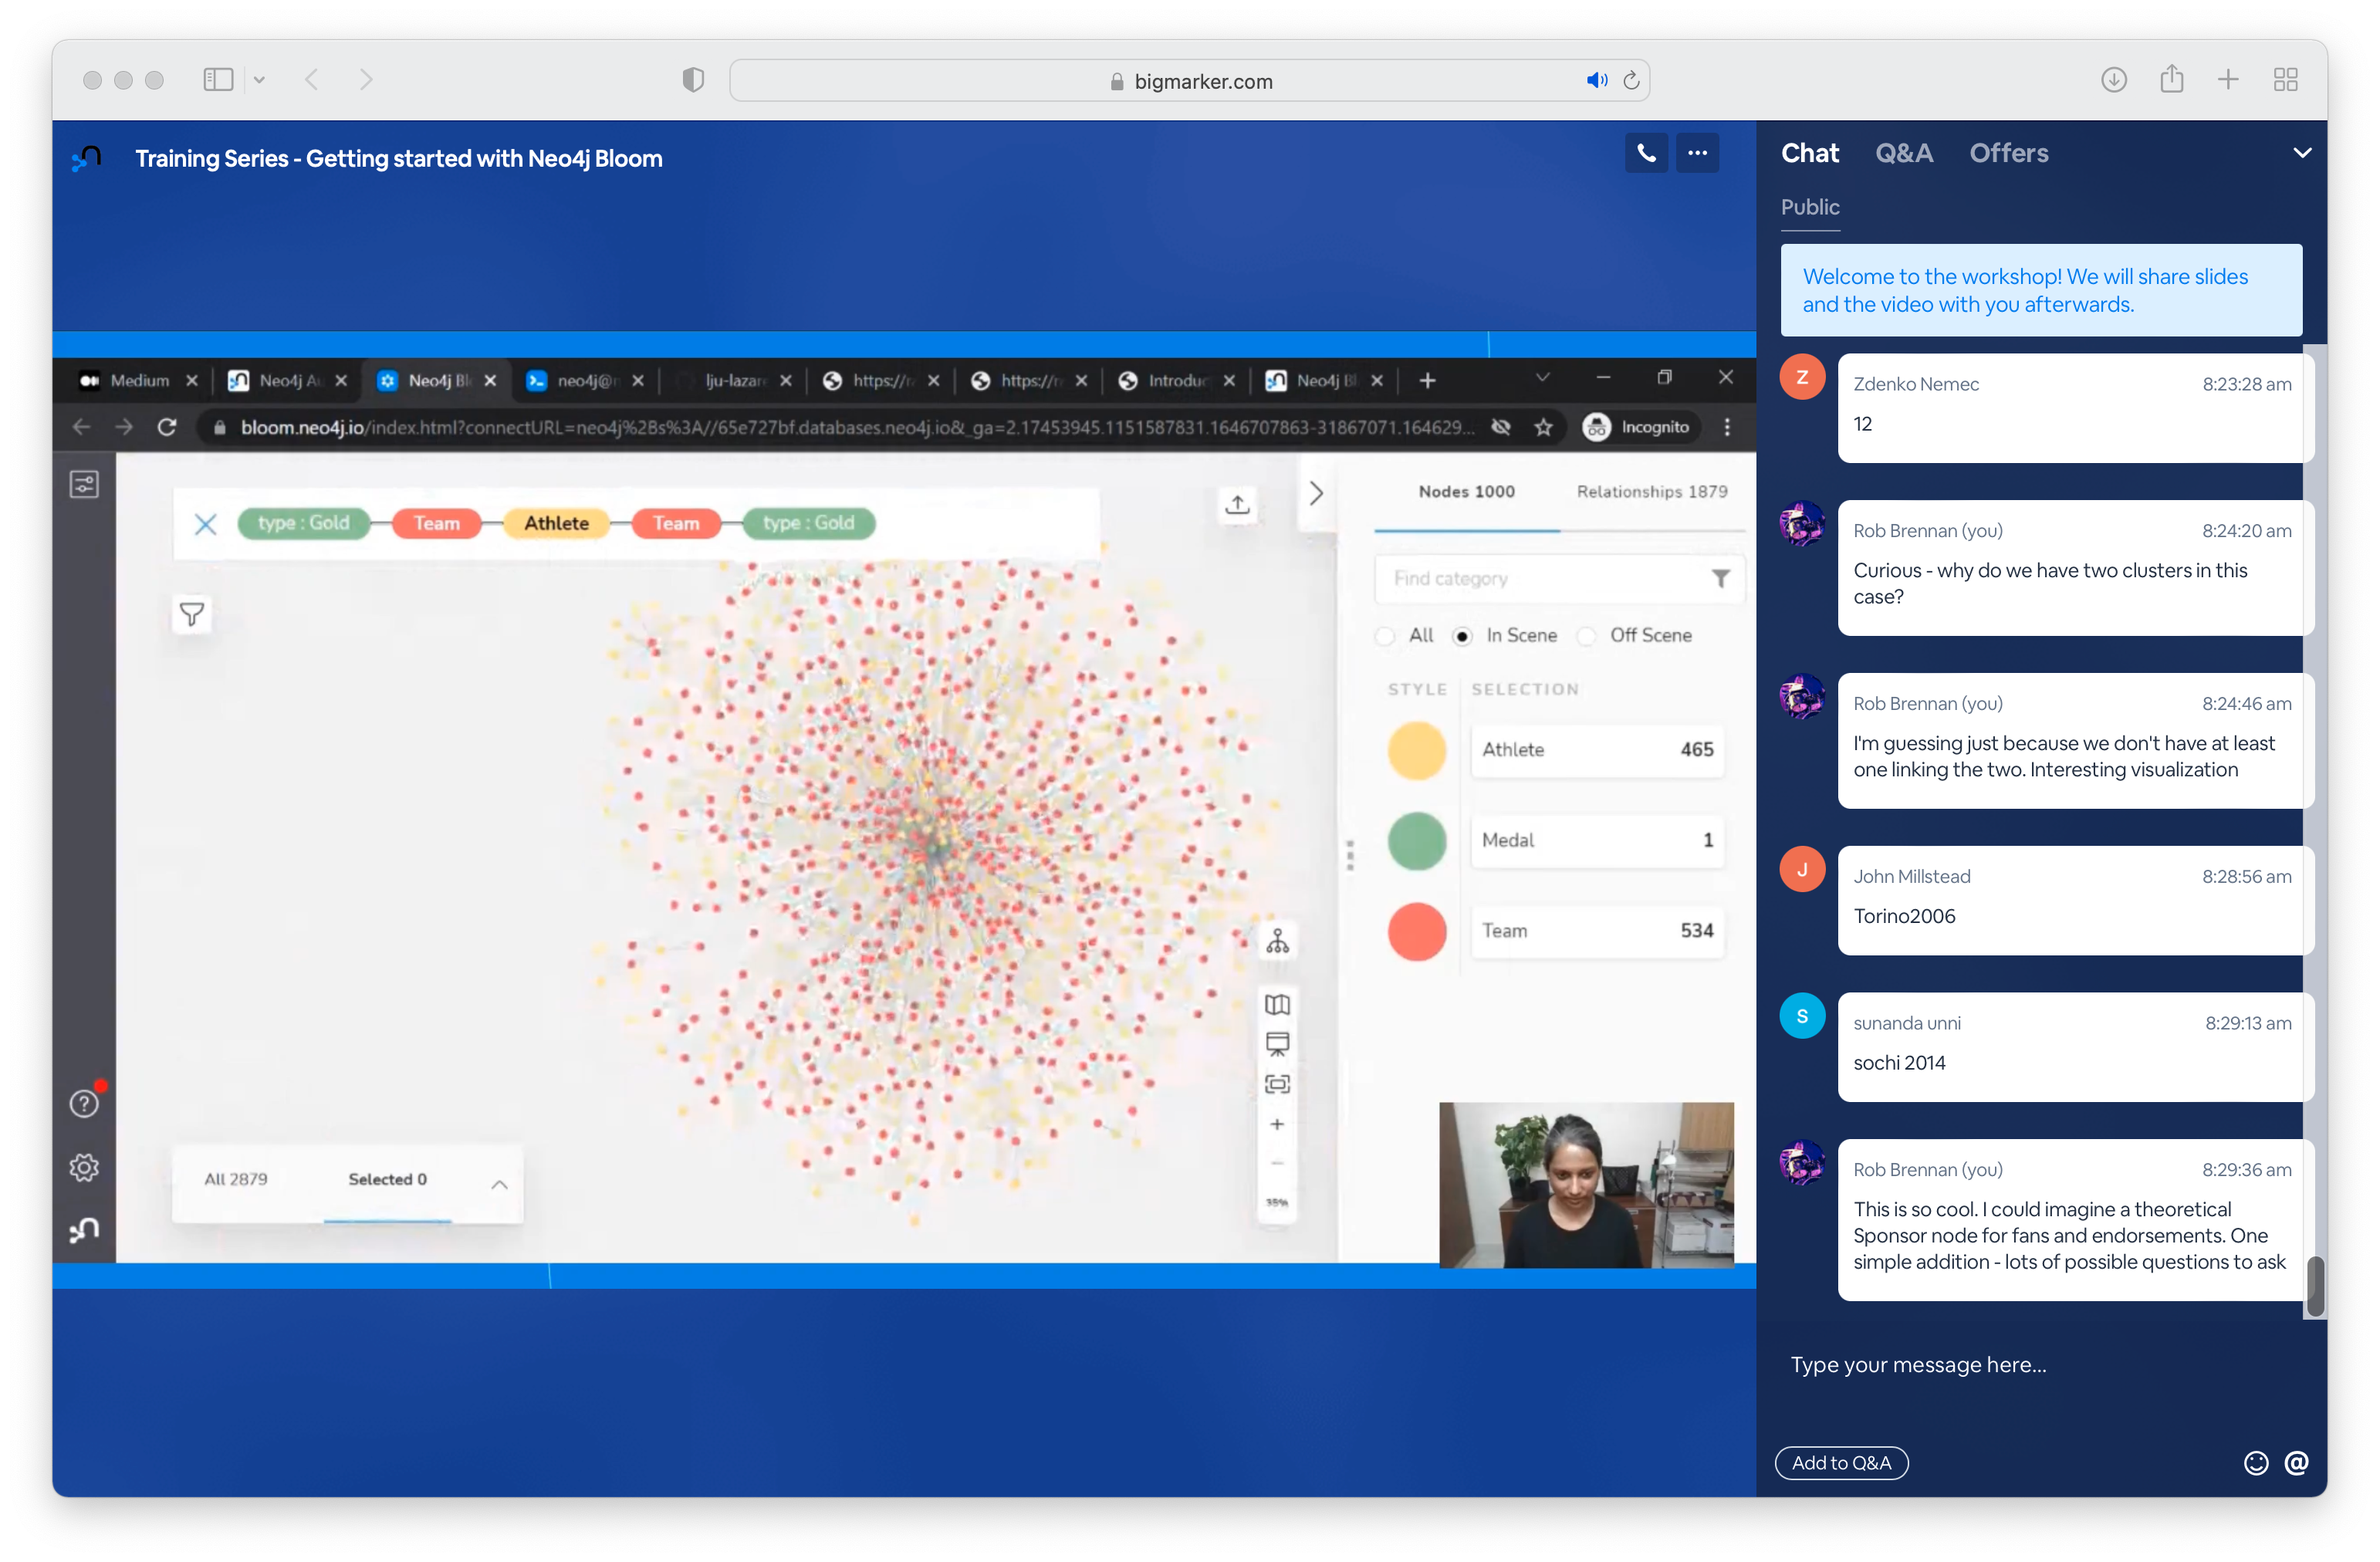 bigmarker.com
Training Series - Getting started with Neo4j Bloom
Medium
Neo4j Au
Neo4j Bl
neo4j@n
lju-lazar
https://r
https://r
Introduc
Neo4j Bl
bloom.neo4j.io/index.html?connectURL=neo4j%2Bs%3A//65e727bf.databases.neo4j.io&_ga=2.17453945.1151587831.1646707863-31867071.164629...
Incognito
type : Gold
Team
Athlete
Team
type : Gold
Nodes 1000
Relationships 1879
Find category
All
In Scene
Off Scene
STYLE
SELECTION
Athlete 465
Medal 1
Team 534
35%
All 2879
Selected 0
Chat
Q&A
Offers
Public
Welcome to the workshop! We will share slides
and the video with you afterwards.
Z
Zdenko Nemec 8:23:28 am
12
Rob Brennan (you) 8:24:20 am
Curious - why do we have two clusters in this
case?
Rob Brennan (you) 8:24:46 am
I'm guessing just because we don't have at least
one linking the two. Interesting visualization
J
John Millstead 8:28:56 am
Torino2006
S
sunanda unni 8:29:13 am
sochi 2014
Rob Brennan (you) 8:29:36 am
This is so cool. I could imagine a theoretical
Sponsor node for fans and endorsements. One
simple addition - lots of possible questions to ask
Type your message here...
Add to Q&A
@